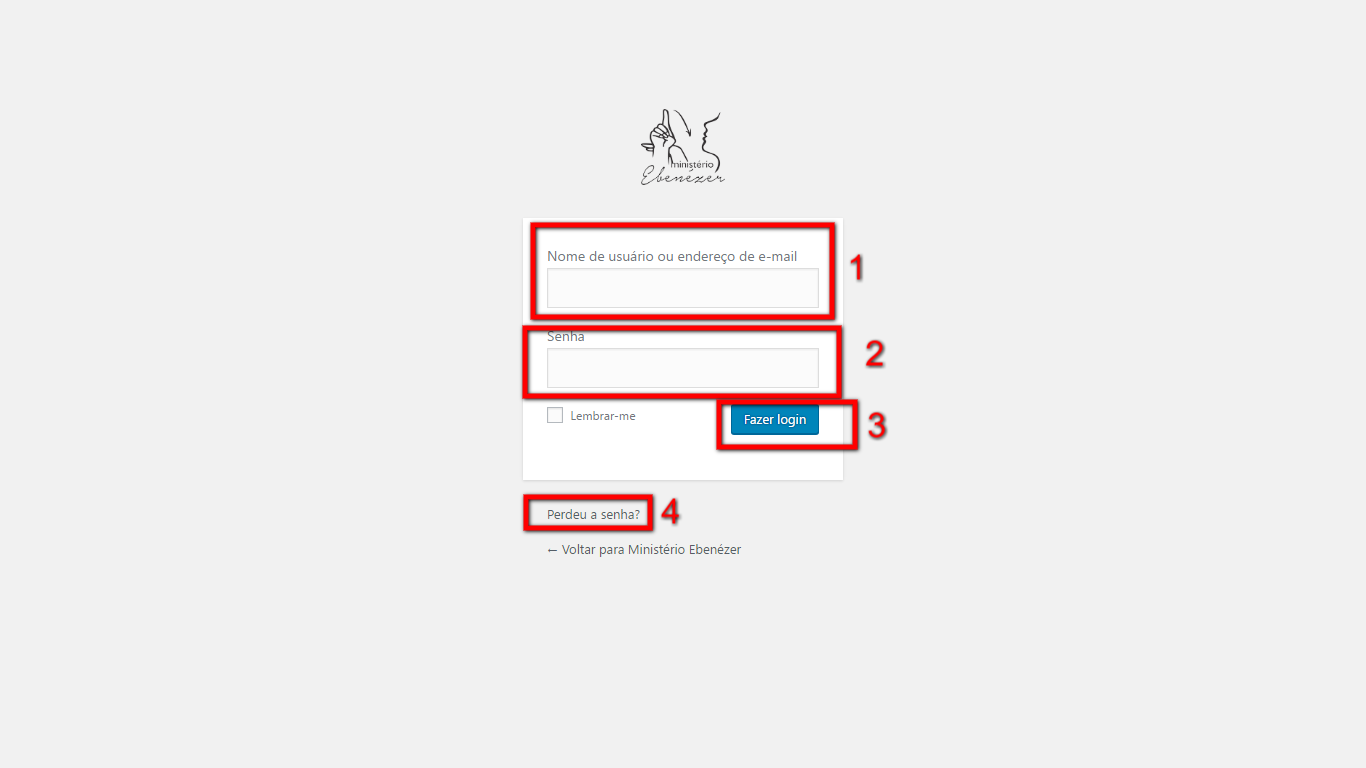 ministério
Ebenézer
Nome de usuário ou endereço de e-mail
1
Senha
2
Lembrar-me
Fazer login
3
Perdeu a senha?
4
← Voltar para Ministério Ebenézer